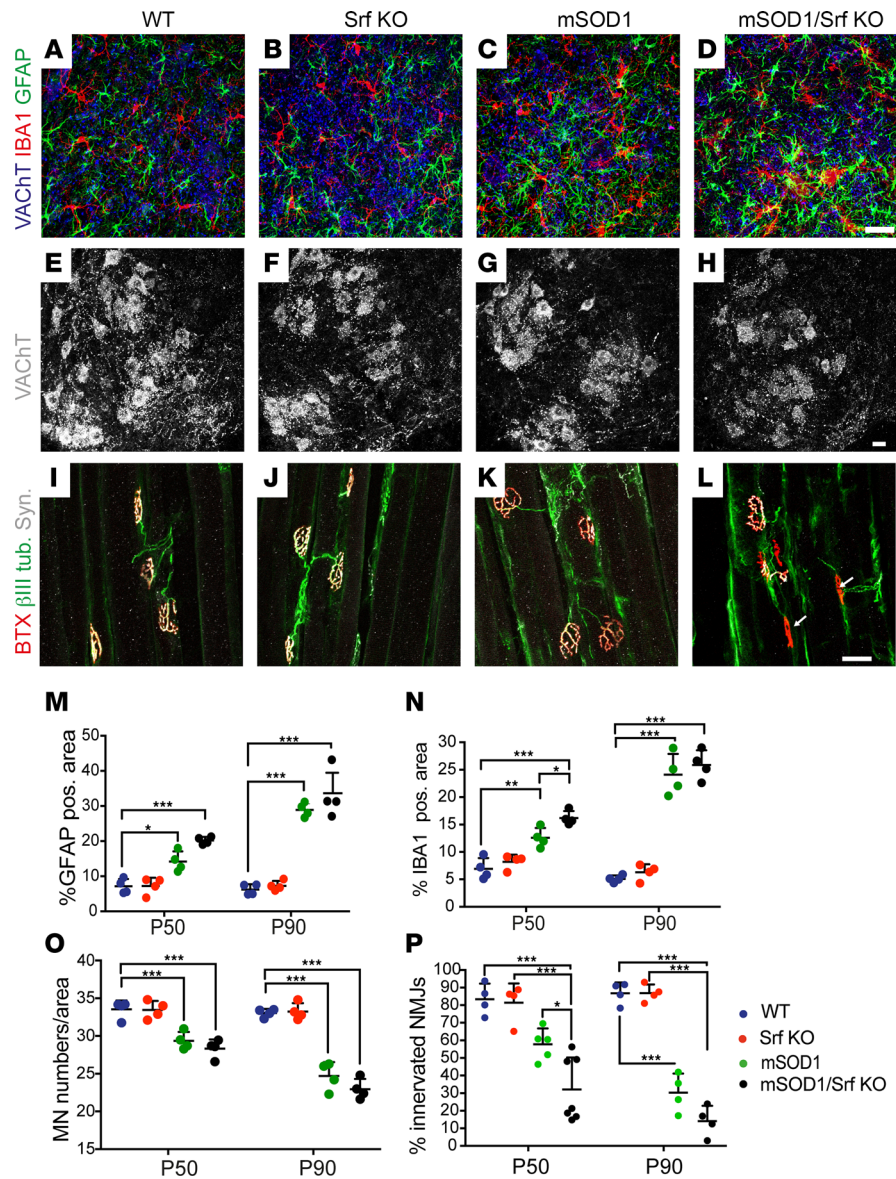 WT Srf KO mSOD1 mSOD1/Srf KO
VAChT IBA1 GFAP
A B C D
VAChT
E F G H
BTX βIII tub. Syn.
I J K L
M
%GFAP pos. area
50
40
30
20
10
0
*
***
***
***
P50 P90
N
% IBA1 pos. area
30
25
20
15
10
5
0
**
***
*
***
***
P50 P90
O
MN numbers/area
35
30
25
20
15
***
***
***
***
P50 P90
P
% innervated NMJs
100
90
80
70
60
50
40
30
20
10
0
***
***
*
***
***
***
P50 P90
WT
Srf KO
mSOD1
mSOD1/Srf KO